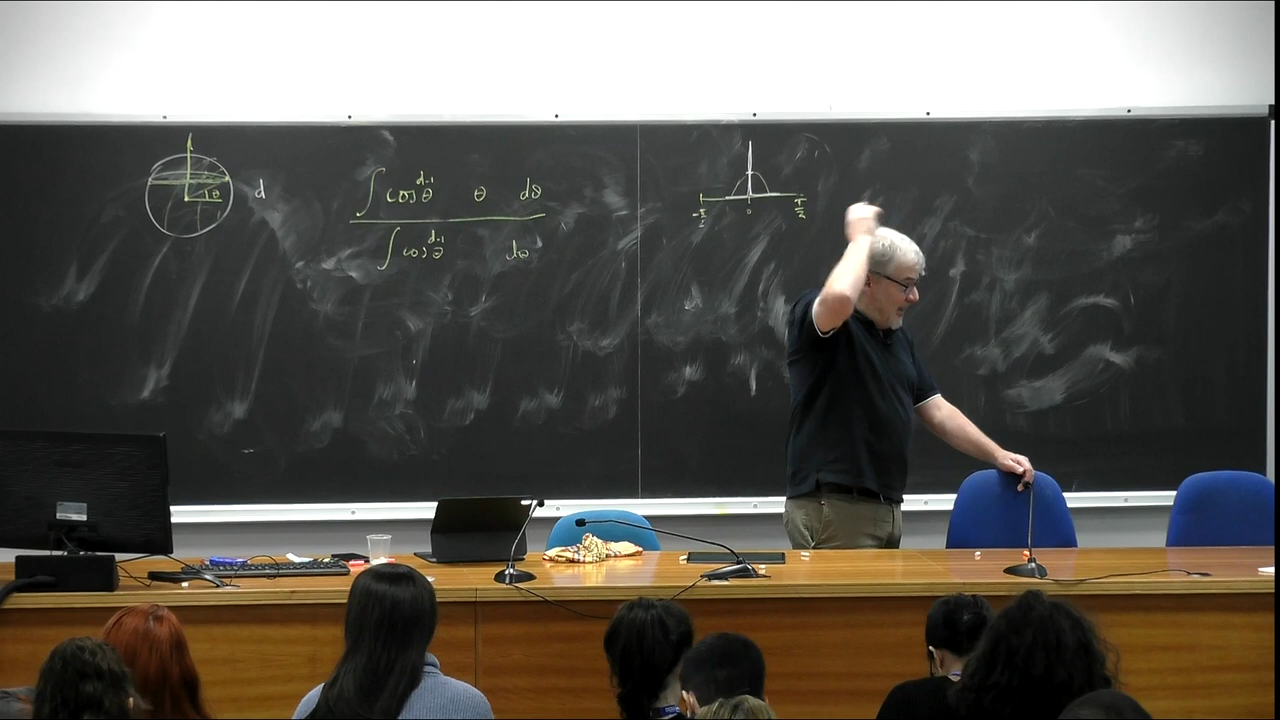 θ d
∫ cos^{d-1} θ θ dθ
∫ cos^{d-1} θ dθ
-π/2 0 π/2